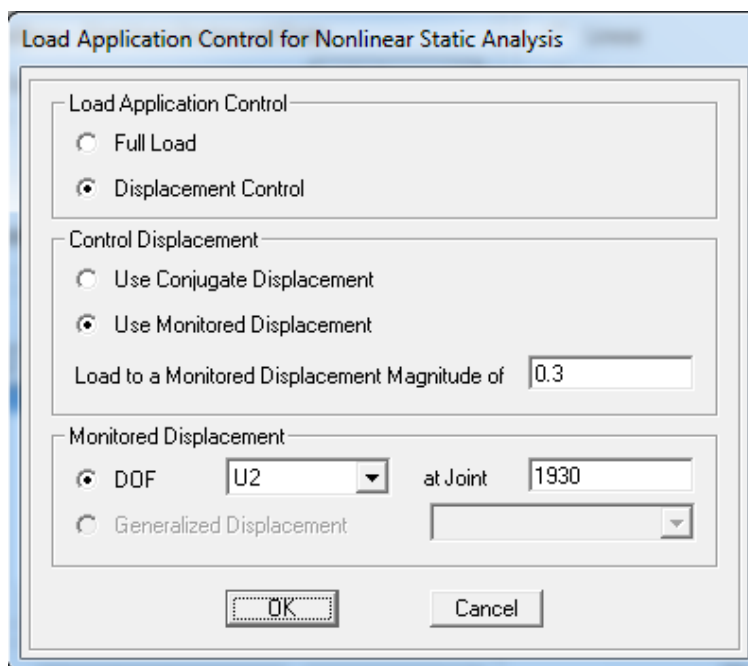 Load Application Control for Nonlinear Static Analysis
Load Application Control
Full Load
Displacement Control
Control Displacement
Use Conjugate Displacement
Use Monitored Displacement
Load to a Monitored Displacement Magnitude of 0.3
Monitored Displacement
DOF U2 at Joint 1930
Generalized Displacement
OK Cancel